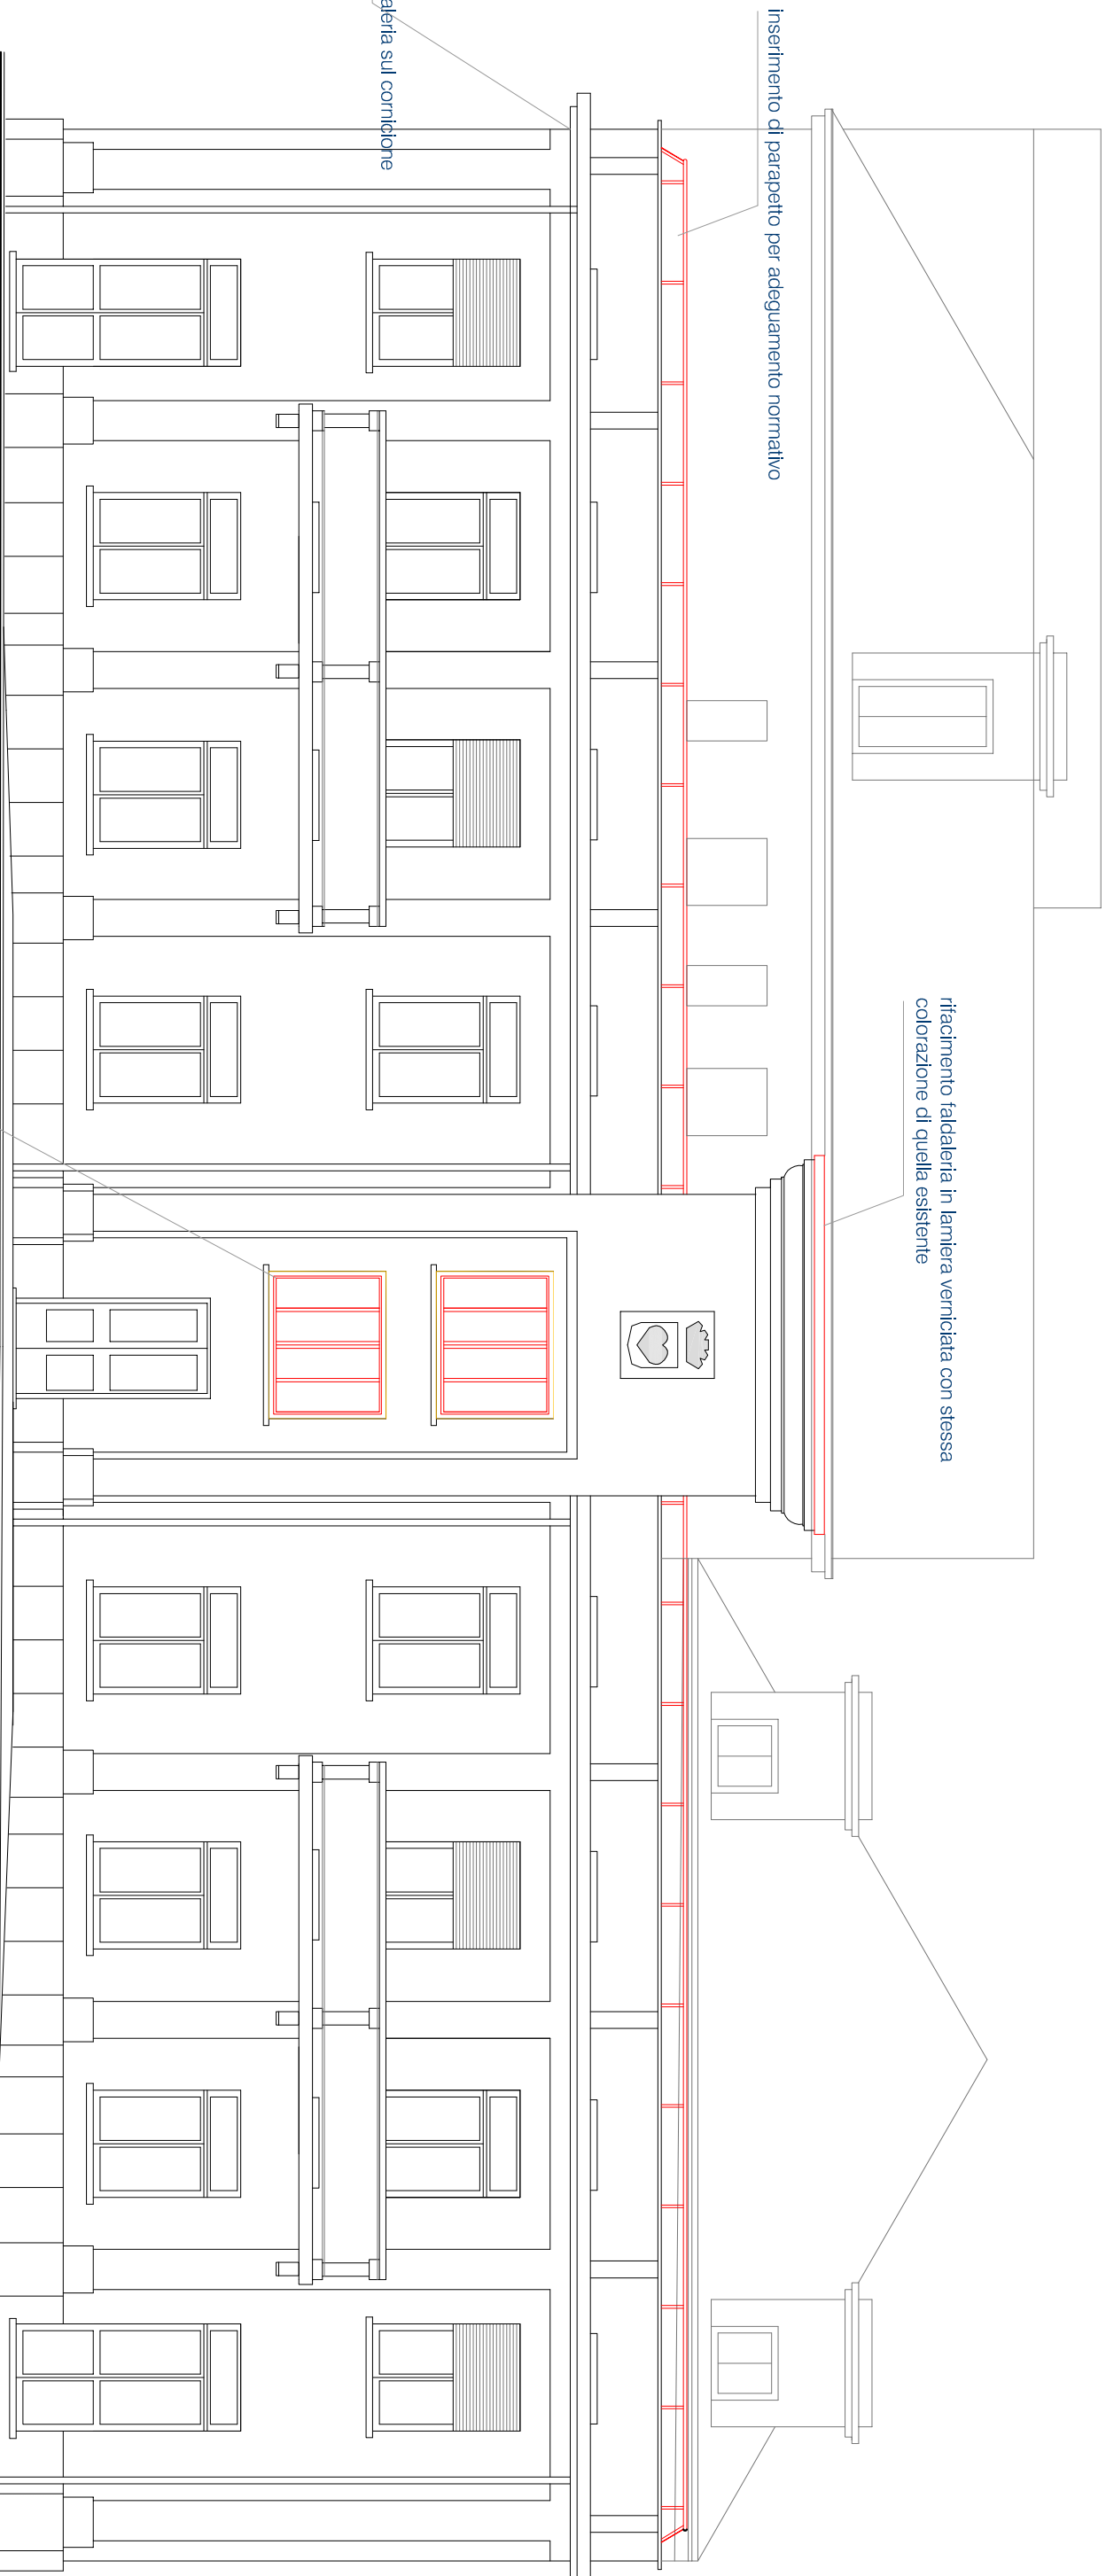 inserimento di parapetto per adeguamento normativo
rifacimento faldaleria in lamiera verniciata con stessa
colorazione di quella esistente
sul cornicione